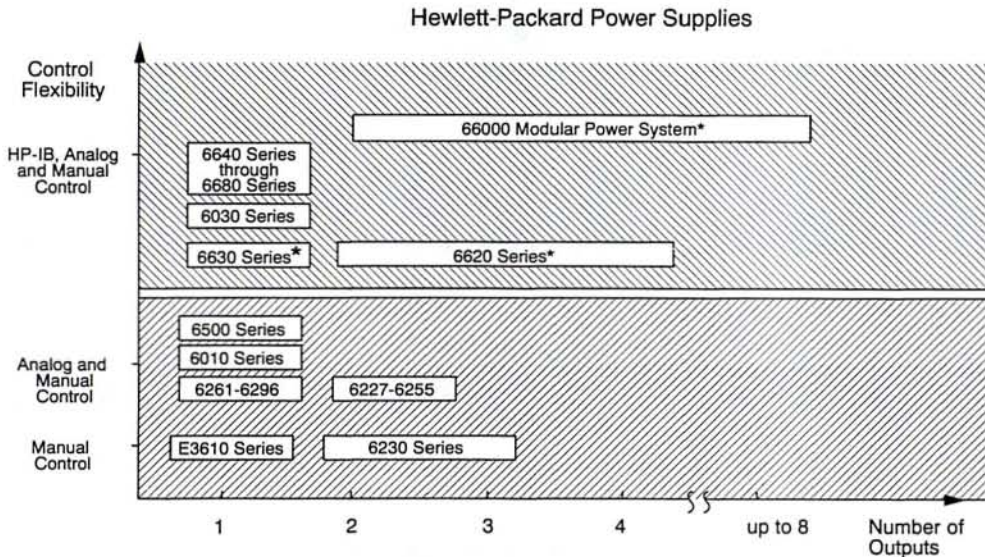 Hewlett-Packard Power Supplies
Control
Flexibility
66000 Modular Power System*
HP-IB, Analog
and Manual
Control
6640 Series
through
6680 Series
6030 Series
6630 Series*
6620 Series*
6500 Series
6010 Series
Analog and
Manual
Control
6261-6296
6227-6255
Manual
Control
E3610 Series
6230 Series
1
2
3
4
up to 8
Number of
Outputs